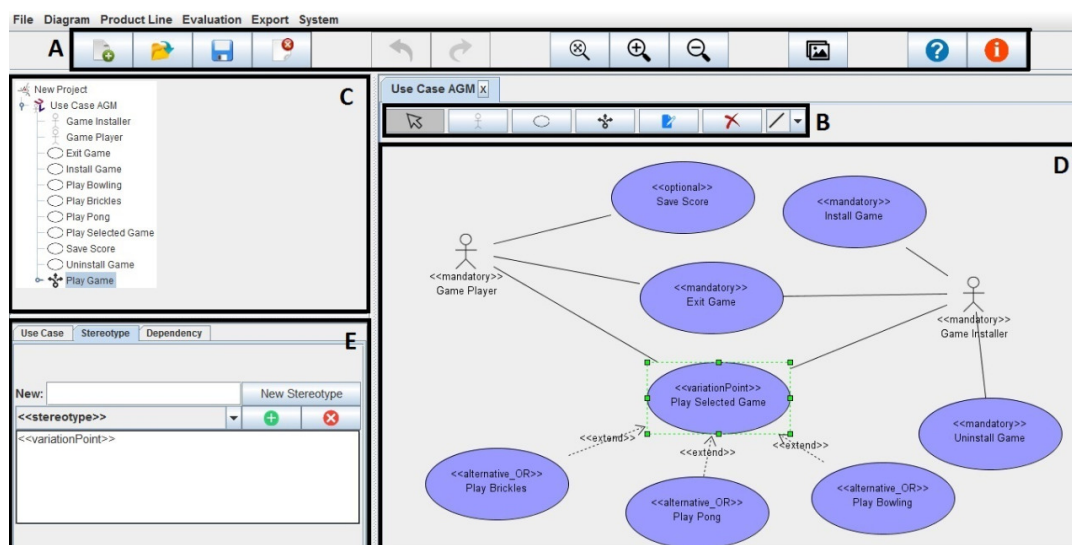 File Diagram Product Line Evaluation Export System
A
C
New Project
Use Case AGM
Game Installer
Game Player
Exit Game
Install Game
Play Bowling
Play Brickles
Play Pong
Play Selected Game
Save Score
Uninstall Game
Play Game
Use Case AGM X
B
D
<<optional>>
Save Score
<<mandatory>>
Install Game
<<mandatory>>
Game Player
<<mandatory>>
Exit Game
<<mandatory>>
Game Installer
<<variationPoint>>
Play Selected Game
<<mandatory>>
Uninstall Game
<<extend>>
<<extend>>
<<extend>>
<<alternative_OR>>
Play Brickles
<<alternative_OR>>
Play Pong
<<alternative_OR>>
Play Bowling
Use Case Stereotype Dependency
E
New: New Stereotype
<<stereotype>>
<<variationPoint>>